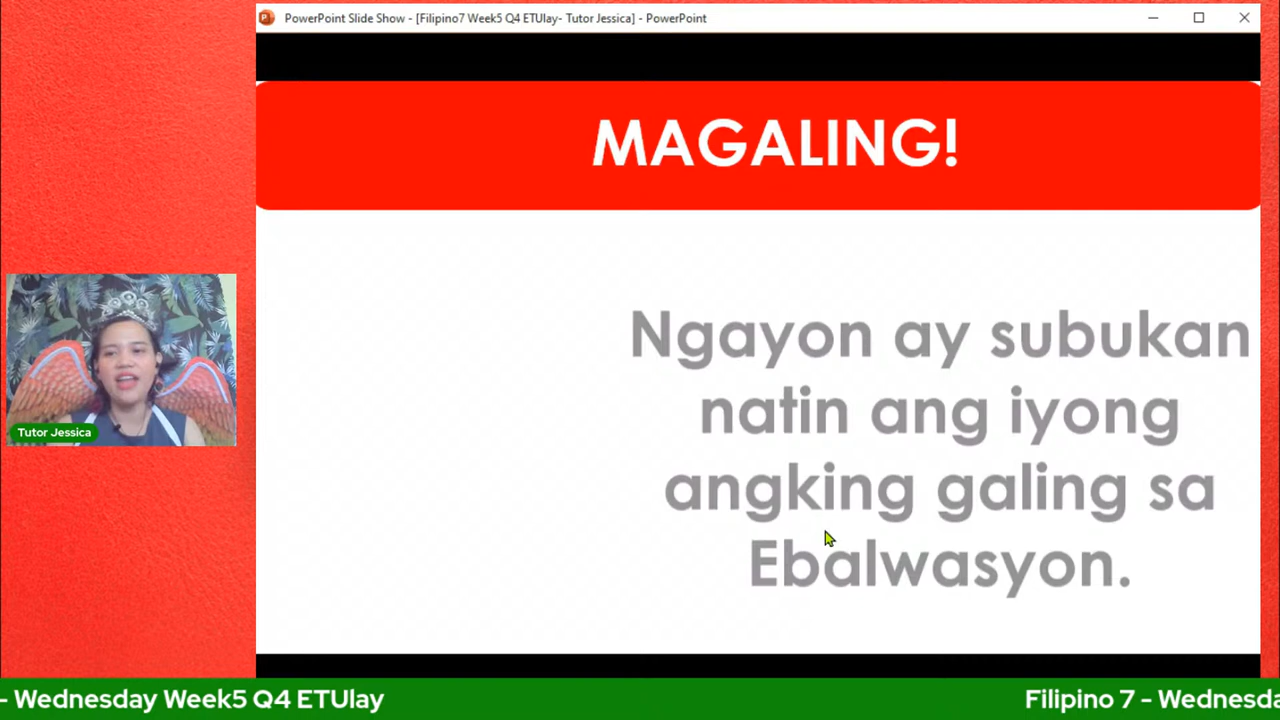 PowerPoint Slide Show - [Filipino7 Week5 Q4 ETUlay- Tutor Jessica] - PowerPoint
MAGALING!
Ngayon ay subukan
natin ang iyong
angking galing sa
Ebalwasyon.
Tutor Jessica
- Wednesday Week5 Q4 ETUlay
Filipino 7 - Wednesda